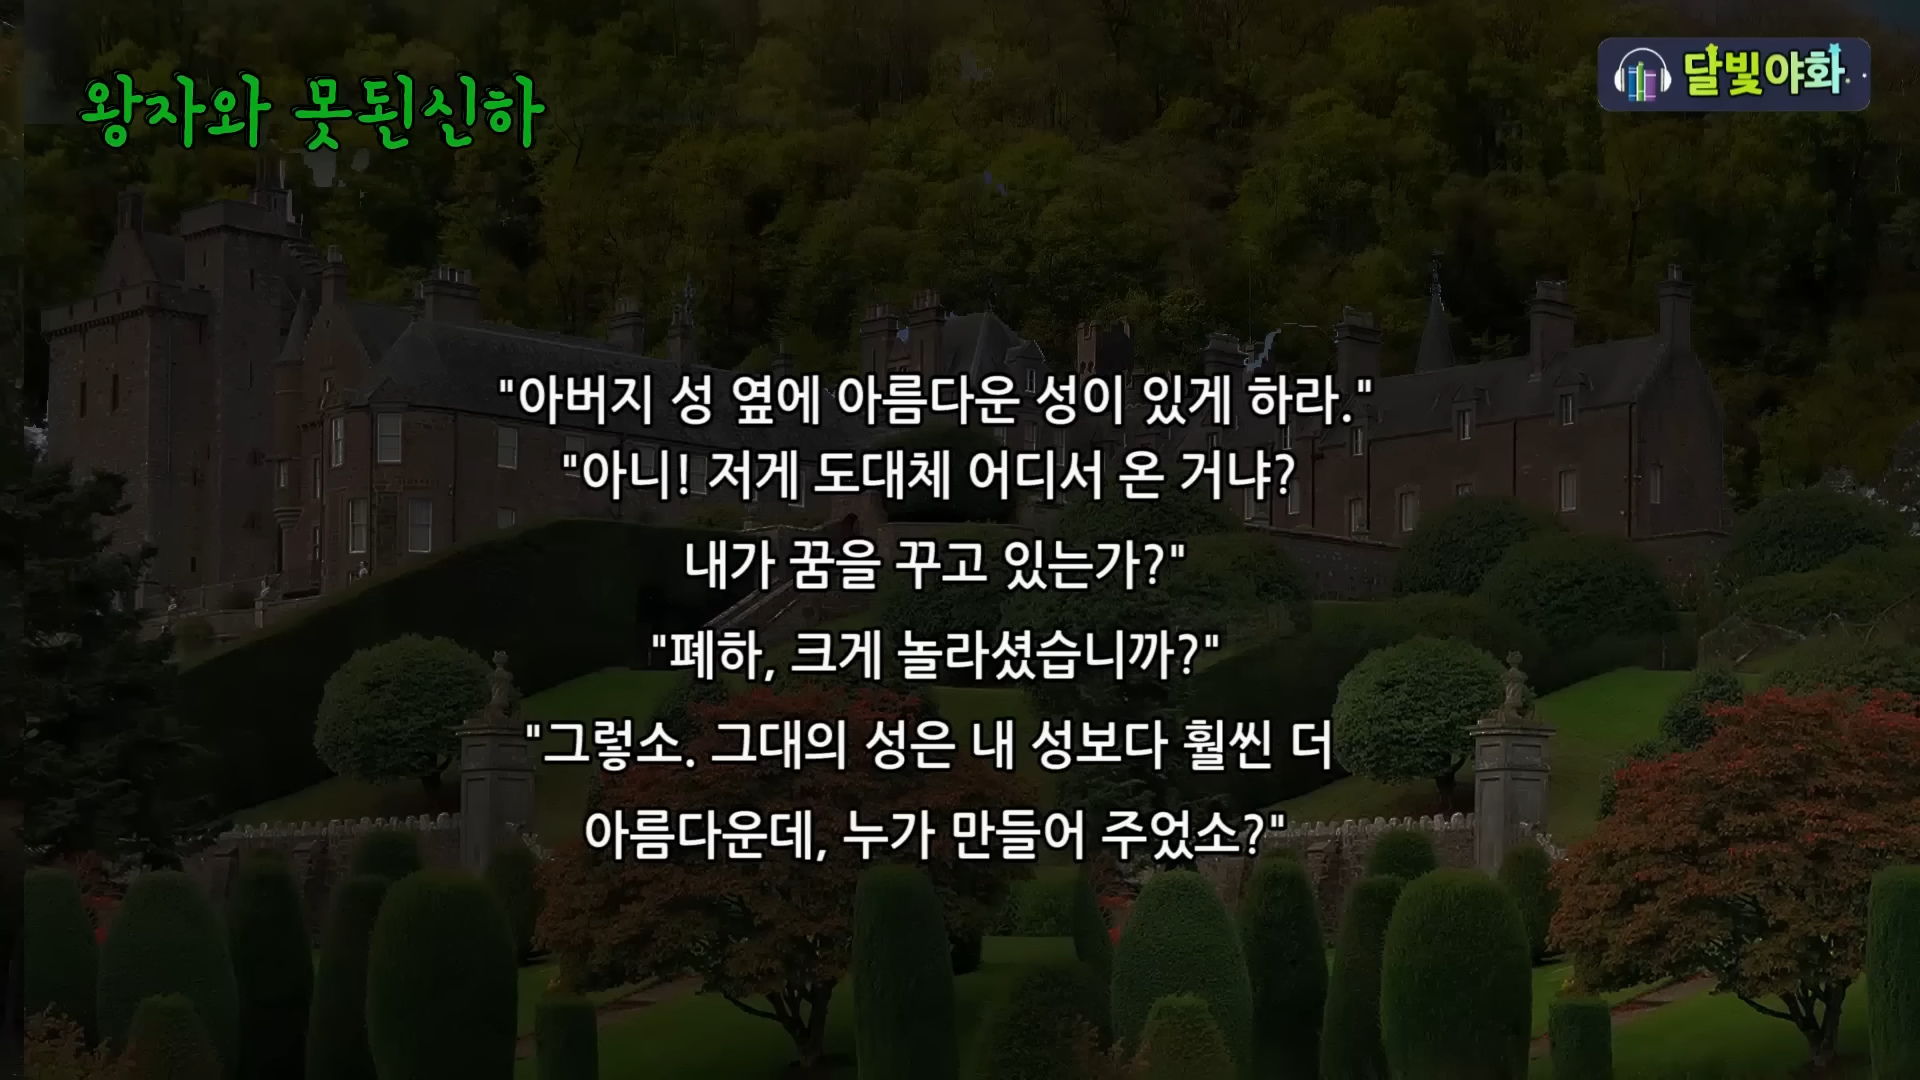 왕자와 못된신하
달빛야화
"아버지 성 옆에 아름다운 성이 있게 하라."
"아니! 저게 도대체 어디서 온 거냐?
내가 꿈을 꾸고 있는가?"
"폐하, 크게 놀라셨습니까?"
"그렇소. 그대의 성은 내 성보다 훨씬 더
아름다운데, 누가 만들어 주었소?"